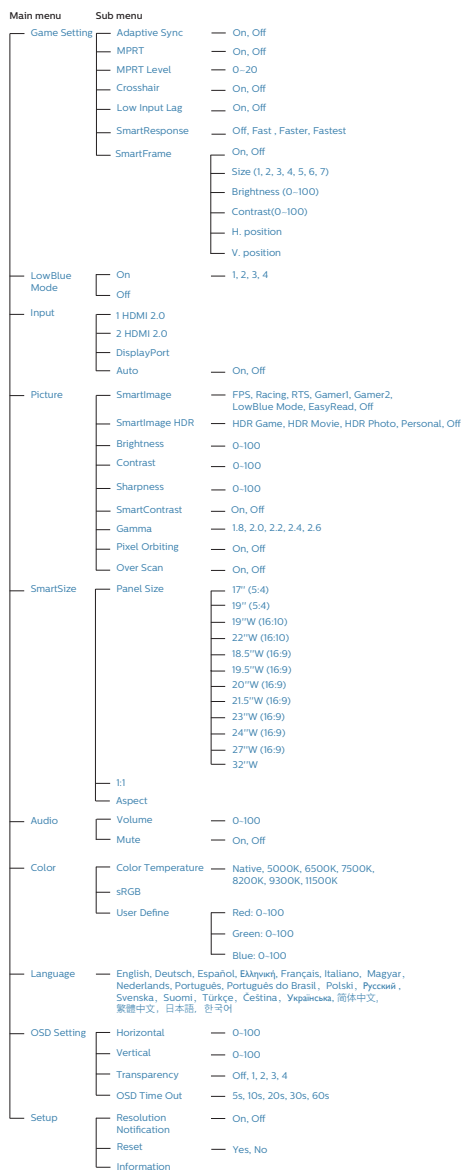 Main menu Sub menu
Game Setting Adaptive Sync On, Off
MPRT On, Off
MPRT Level 0–20
Crosshair On, Off
Low Input Lag On, Off
SmartResponse Off, Fast , Faster, Fastest
SmartFrame On, Off
Size (1, 2, 3, 4, 5, 6, 7)
Brightness (0–100)
Contrast(0–100)
H. position
V. position
LowBlue Mode On 1, 2, 3, 4
Off
Input 1 HDMI 2.0
2 HDMI 2.0
DisplayPort
Auto On, Off
Picture SmartImage FPS, Racing, RTS, Gamer1, Gamer2,
LowBlue Mode, EasyRead, Off
SmartImage HDR HDR Game, HDR Movie, HDR Photo, Personal, Off
Brightness 0-100
Contrast 0-100
Sharpness 0-100
SmartContrast On, Off
Gamma 1.8, 2.0, 2.2, 2.4, 2.6
Pixel Orbiting On, Off
Over Scan On, Off
SmartSize Panel Size 17'' (5:4)
19'' (5:4)
19''W (16:10)
22''W (16:10)
18.5''W (16:9)
19.5''W (16:9)
20''W (16:9)
21.5''W (16:9)
23''W (16:9)
24''W (16:9)
27''W (16:9)
32''W
1:1
Aspect
Audio Volume 0-100
Mute On, Off
Color Color Temperature Native, 5000K, 6500K, 7500K,
8200K, 9300K, 11500K
sRGB
User Define Red: 0-100
Green: 0-100
Blue: 0-100
Language English, Deutsch, Español, Ελληνική, Français, Italiano, Magyar,
Nederlands, Português, Português do Brasil, Polski, Русский ,
Svenska, Suomi, Türkçe, Čeština, Українська, 简体中文,
繁體中文, 日本語, 한국어
OSD Setting Horizontal 0-100
Vertical 0-100
Transparency Off, 1, 2, 3, 4
OSD Time Out 5s, 10s, 20s, 30s, 60s
Setup Resolution Notification On, Off
Reset Yes, No
Information